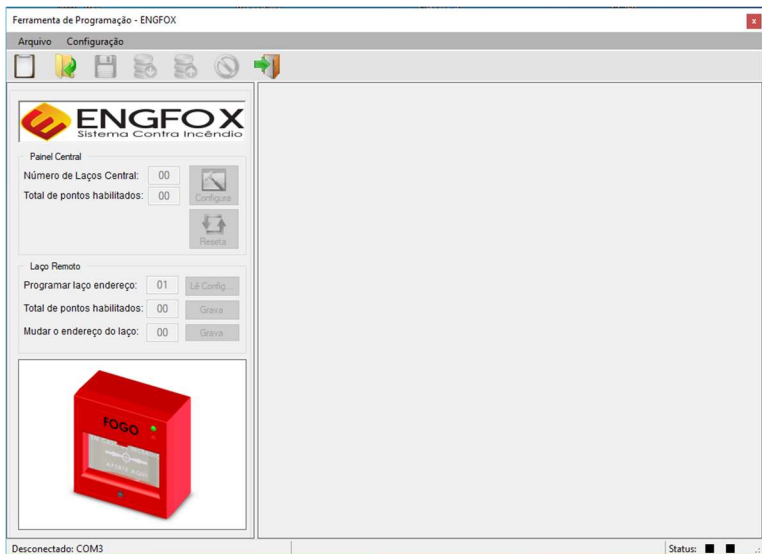 Ferramenta de Programação - ENGFOX
Arquivo Configuração
ENGFOX
Sistema Contra Incêndio
Painel Central
Número de Laços Central: 00
Configura
Total de pontos habilitados: 00
Reseta
Laço Remoto
Programar laço endereço: 01 Lê Config...
Total de pontos habilitados: 00 Grava
Mudar o endereço do laço: 00 Grava
FOGO
APERTE AQUI
Desconectado: COM3 Status: